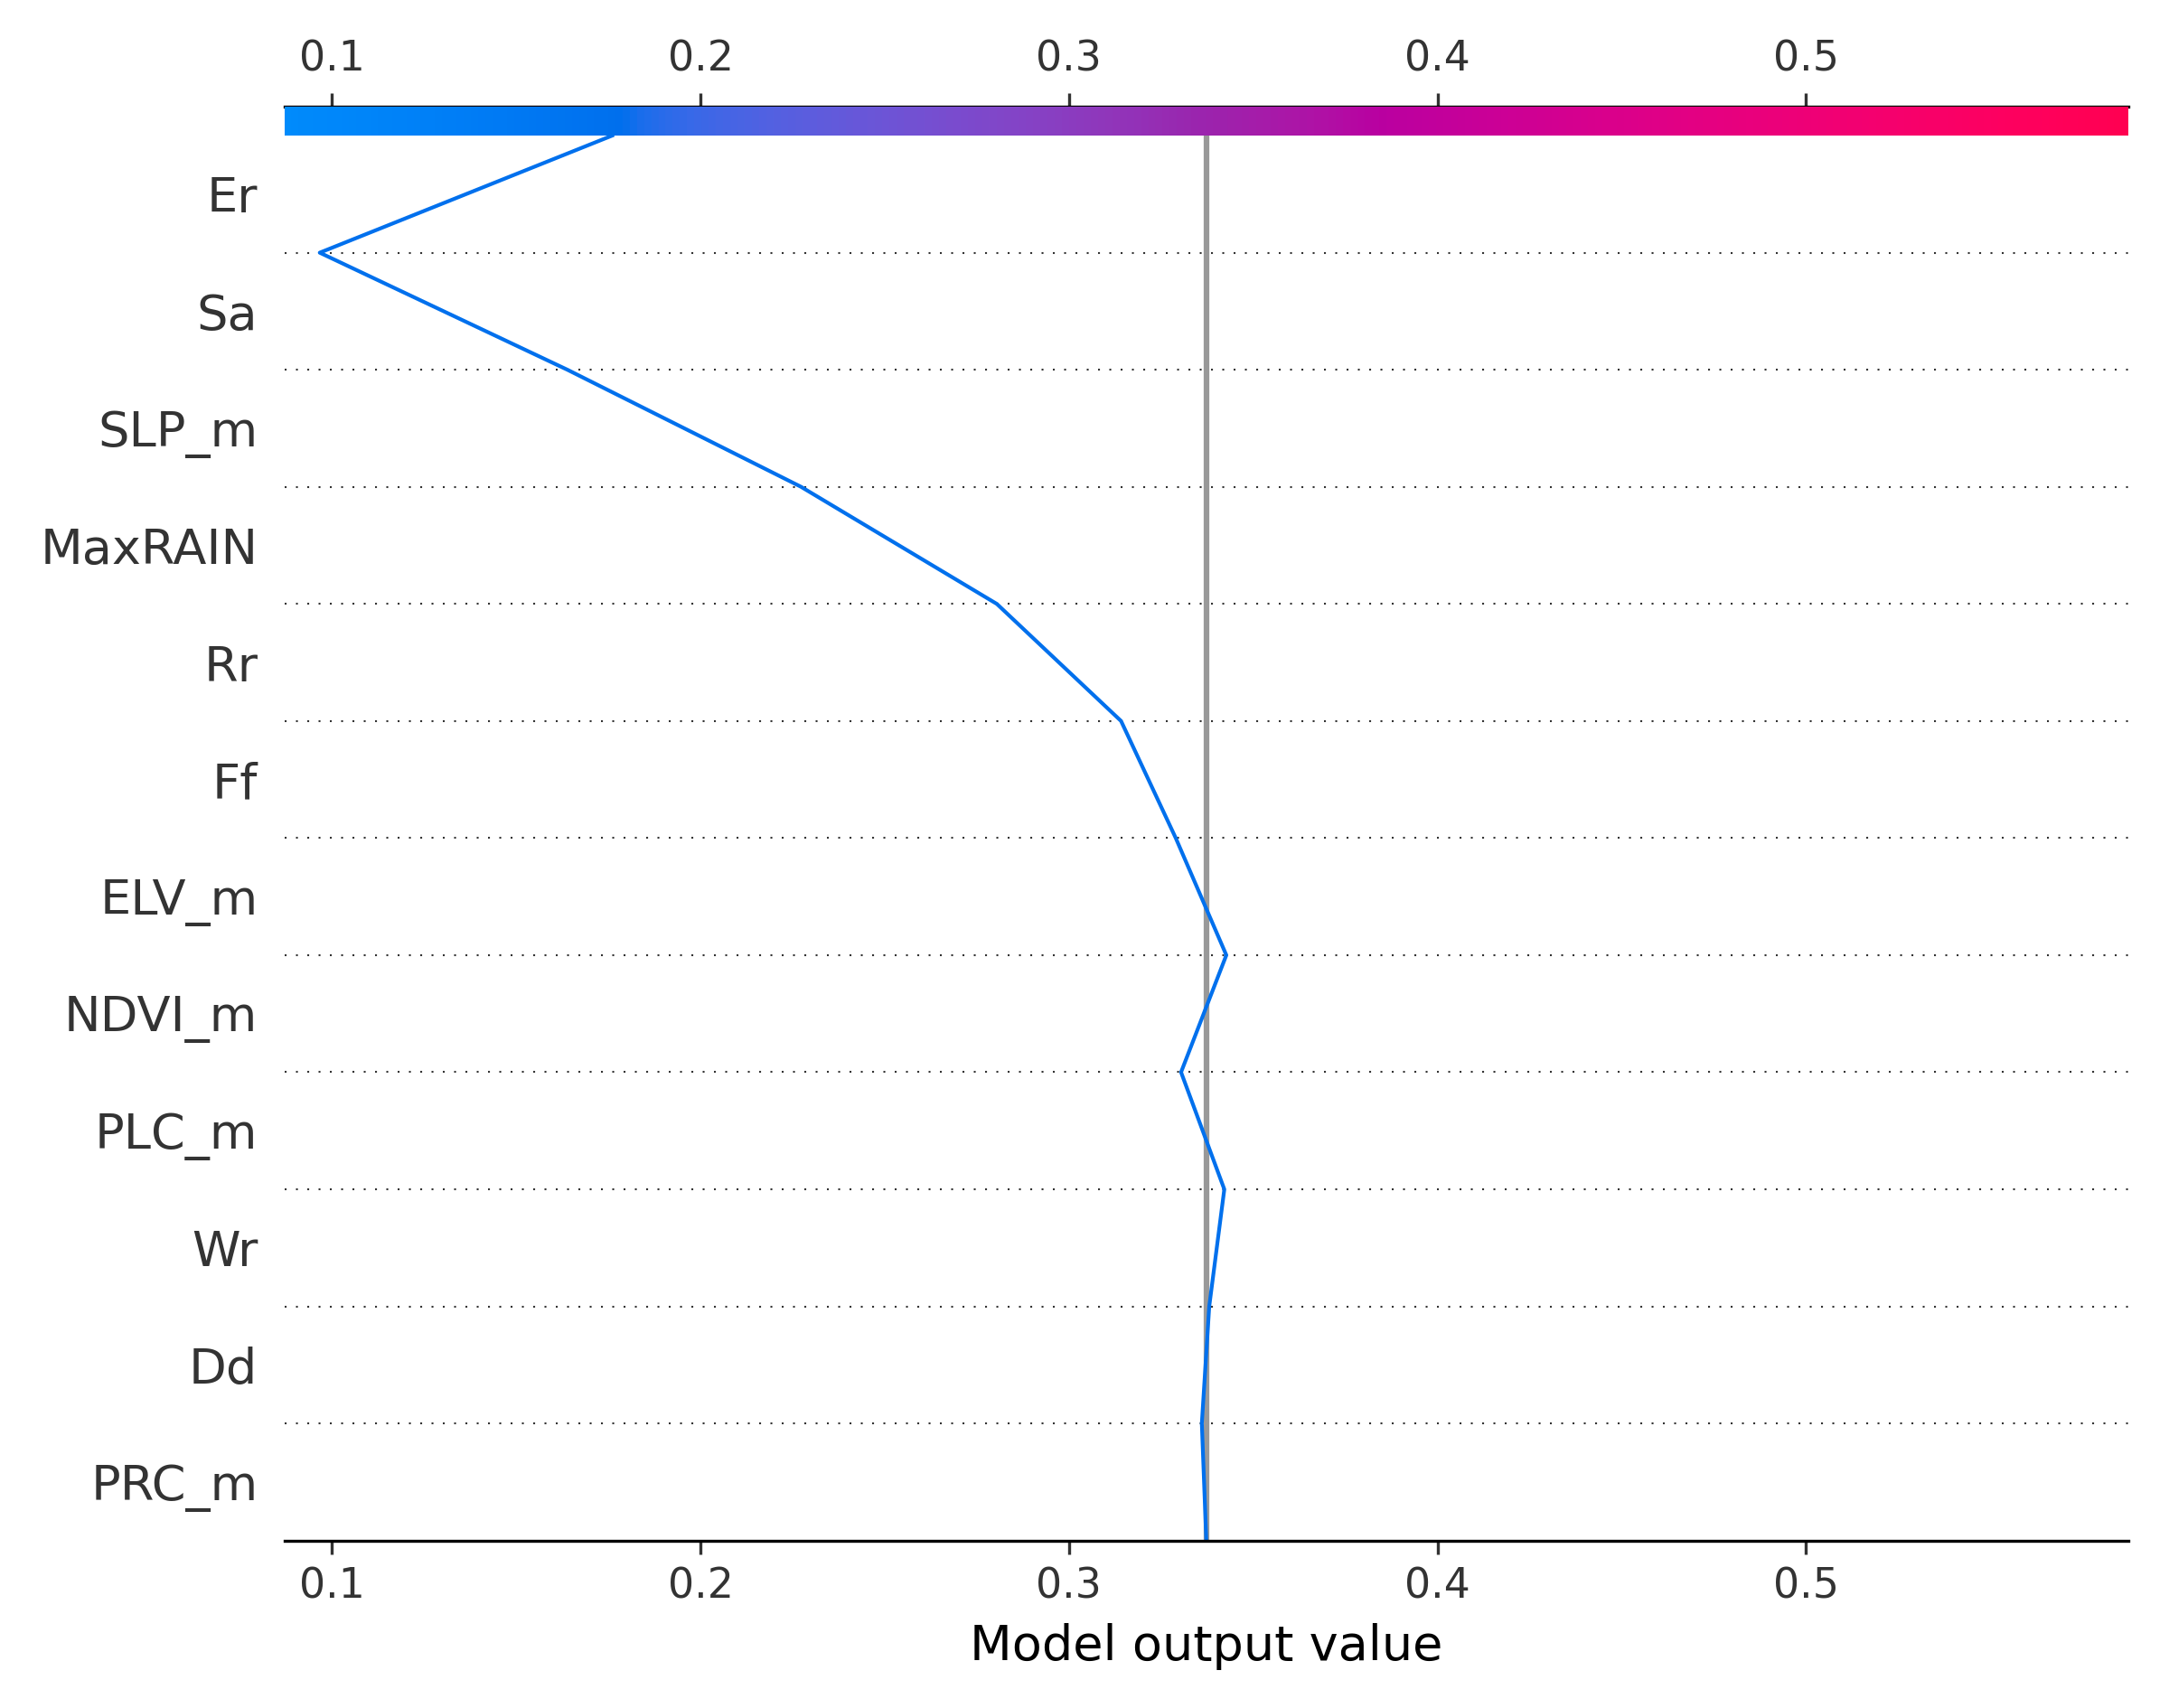 0.1 0.2 0.3 0.4 0.5
Er
Sa
SLP_m
MaxRAIN
Rr
Ff
ELV_m
NDVI_m
PLC_m
Wr
Dd
PRC_m
0.1 0.2 0.3 0.4 0.5
Model output value